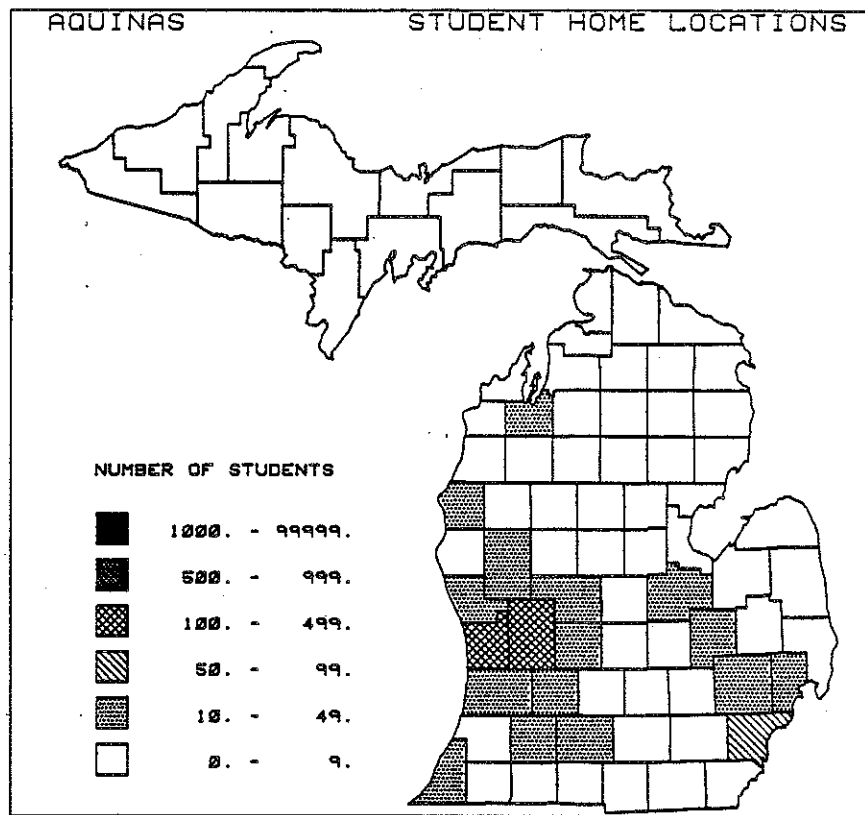 AQUINAS STUDENT HOME LOCATIONS
NUMBER OF STUDENTS
1000. - 99999.
500. - 999.
100. - 499.
50. - 99.
10. - 49.
0. - 9.